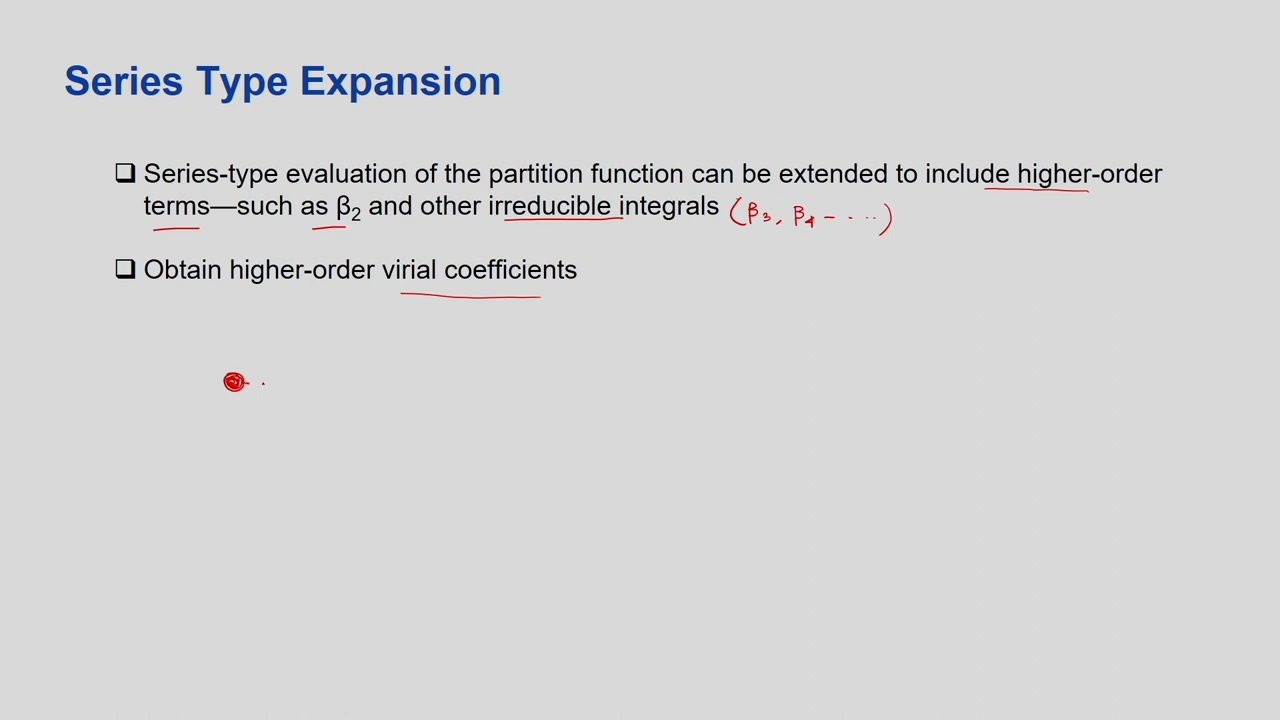 Series Type Expansion
❑ Series-type evaluation of the partition function can be extended to include higher-order
terms—such as β₂ and other irreducible integrals (β₃, β₄ - ...)
❑ Obtain higher-order virial coefficients